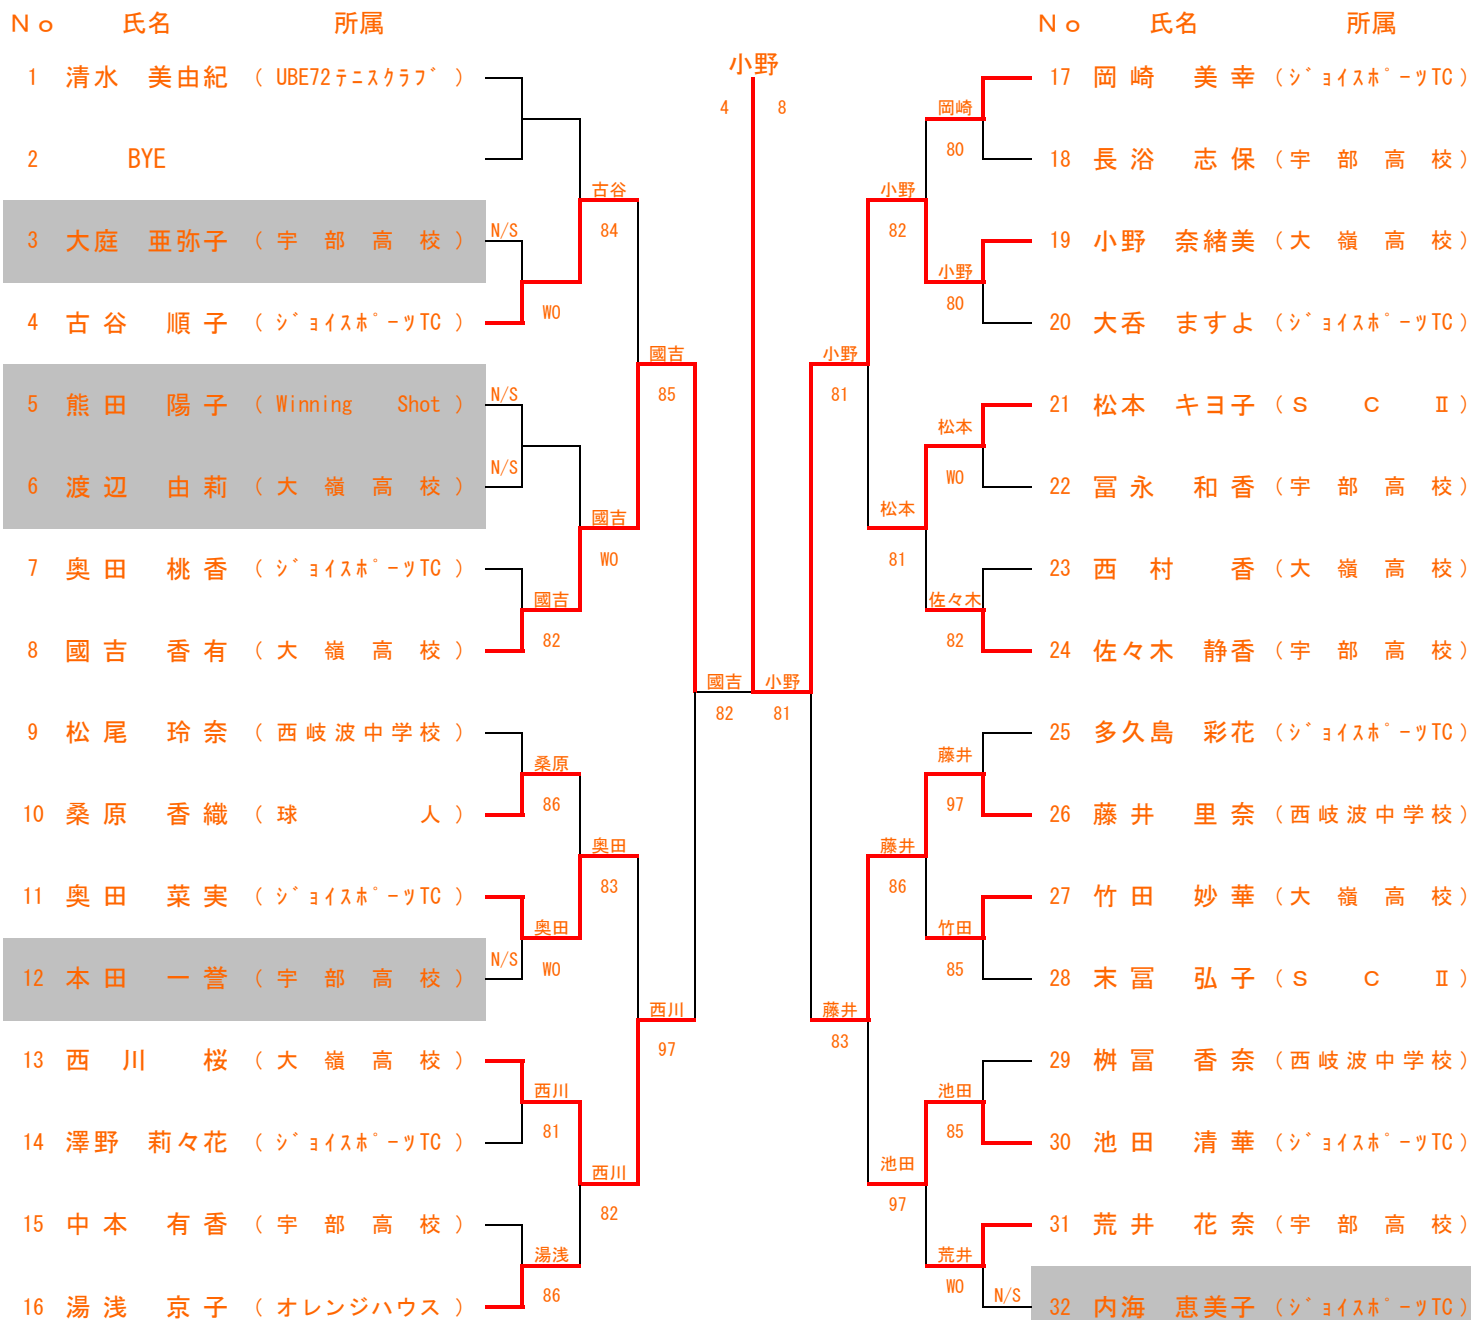 Ｎｏ 氏名 所属
1 清水 美由紀 ( UBE72ﾃﾆｽｸﾗﾌﾞ )
2 BYE
古谷
3 大庭 亜弥子 ( 宇部高校 ) N/S 84
4 古谷 順子 ( ｼﾞｮｲｽﾎﾟｰﾂTC ) WO
國吉
5 熊田 陽子 ( Winning Shot ) N/S 85
6 渡辺 由莉 ( 大嶺高校 ) N/S
國吉
WO
7 奥田 桃香 ( ｼﾞｮｲｽﾎﾟｰﾂTC )
國吉
8 國吉 香有 ( 大嶺高校 ) 82
9 松尾 玲奈 ( 西岐波中学校 )
桑原
10 桑原 香織 ( 球人 ) 86
奥田
11 奥田 菜実 ( ｼﾞｮｲｽﾎﾟｰﾂTC ) 83
奥田
12 本田 一誉 ( 宇部高校 ) N/S WO
西川
13 西川 桜 ( 大嶺高校 ) 97
西川
14 澤野 莉々花 ( ｼﾞｮｲｽﾎﾟｰﾂTC ) 81
西川
15 中本 有香 ( 宇部高校 ) 82
湯浅
16 湯浅 京子 ( オレンジハウス ) 86
小野
4 8
國吉 小野
82 81
Ｎｏ 氏名 所属
17 岡崎 美幸 (ｼﾞｮｲｽﾎﾟｰﾂTC)
岡崎
80
18 長浴 志保 (宇部高校)
小野
82
19 小野 奈緒美 (大嶺高校)
小野
80
20 大呑 ますよ (ｼﾞｮｲｽﾎﾟｰﾂTC)
小野
81
21 松本 キヨ子 (ＳＣⅡ)
松本
WO
22 冨永 和香 (宇部高校)
松本
81
23 西村 香 (大嶺高校)
佐々木
82
24 佐々木 静香 (宇部高校)
25 多久島 彩花 (ｼﾞｮｲｽﾎﾟｰﾂTC)
藤井
97
26 藤井 里奈 (西岐波中学校)
藤井
86
27 竹田 妙華 (大嶺高校)
竹田
85
28 末冨 弘子 (ＳＣⅡ)
藤井
83
29 桝冨 香奈 (西岐波中学校)
池田
85
30 池田 清華 (ｼﾞｮｲｽﾎﾟｰﾂTC)
池田
97
31 荒井 花奈 (宇部高校)
荒井
WO N/S
32 内海 恵美子 (ｼﾞｮｲｽﾎﾟｰﾂTC)